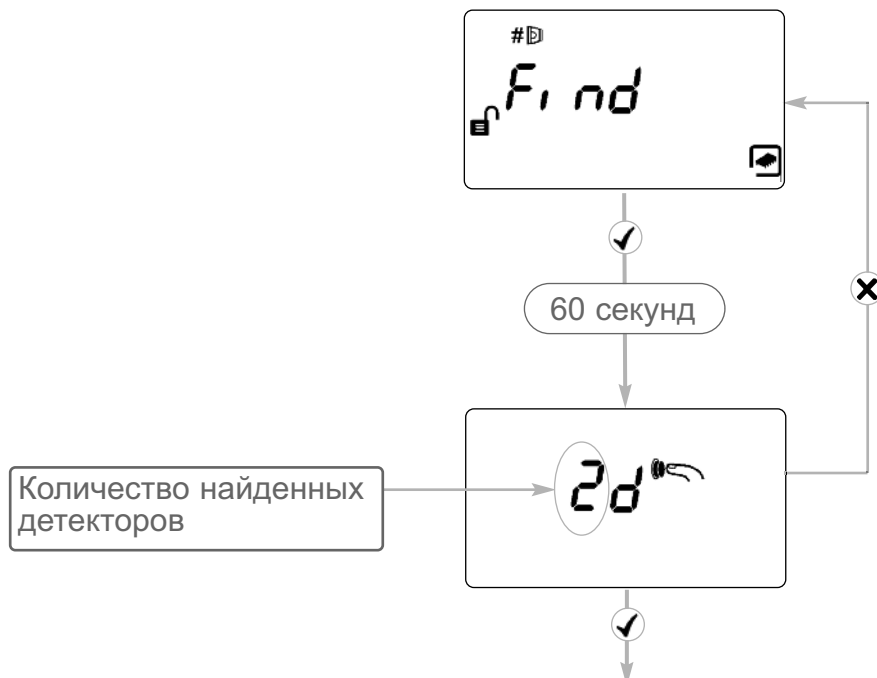 #
Find
60 секунд
2d
Количество найденных
детекторов